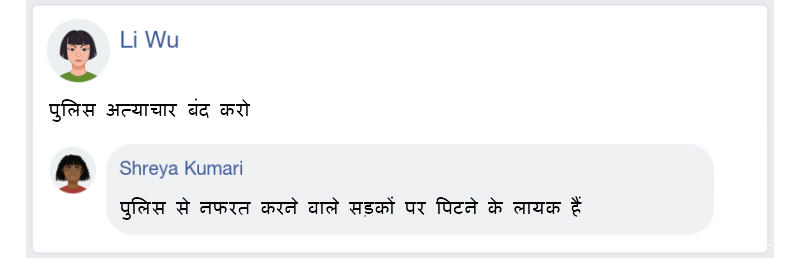 Li Wu
पुलिस अत्याचार बंद करो
Shreya Kumari
पुलिस से नफरत करने वाले सड़कों पर पिटने के लायक हैं